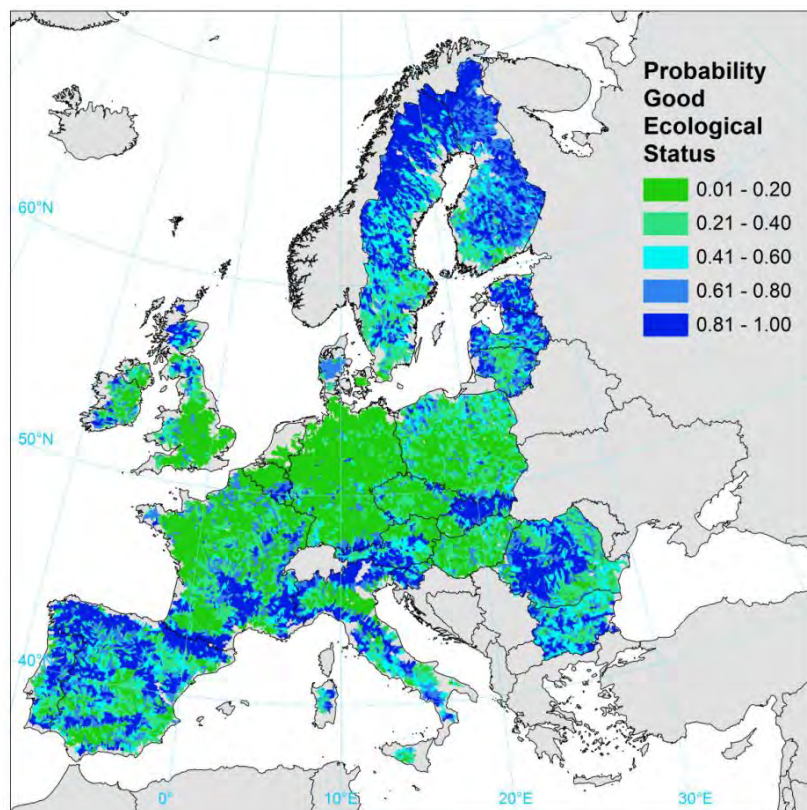 Probability
Good
Ecological
Status
0.01 - 0.20
0.21 - 0.40
0.41 - 0.60
0.61 - 0.80
0.81 - 1.00
60°N
50°N
40°N
0°
10°E
20°E
30°E